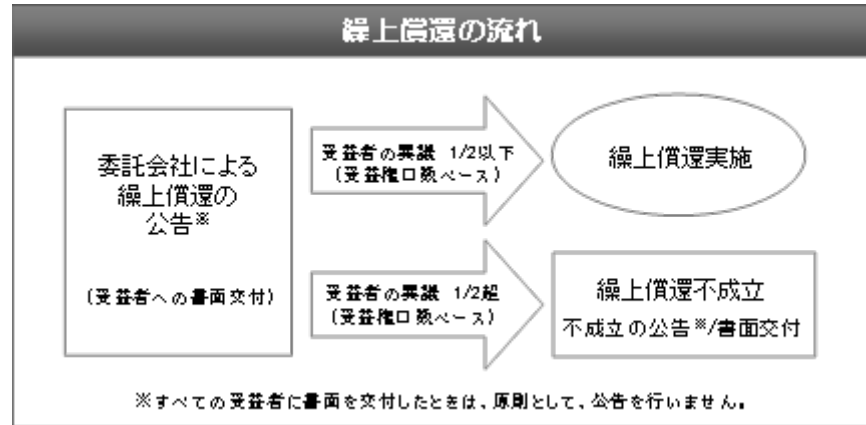 繰上償還の流れ
委託会社による
繰上償還の
公告※
(受益者への書面交付)
受益者の異議 1/2以下
(受益権口数ベース)
繰上償還実施
受益者の異議 1/2超
(受益権口数ベース)
繰上償還不成立
不成立の公告※/書面交付
※すべての受益者に書面を交付したときは、原則として、公告を行いません。